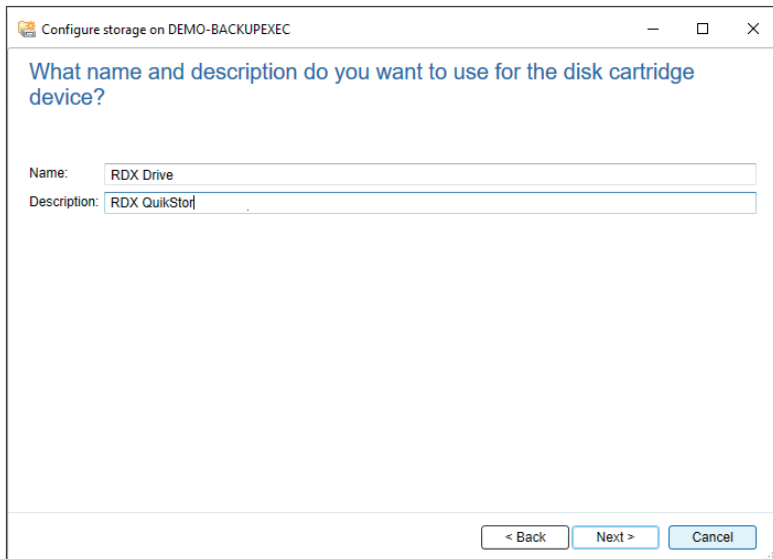 Configure storage on DEMO-BACKUPEXEC
What name and description do you want to use for the disk cartridge
device?
Name: RDX Drive
Description: RDX QuikStor
< Back Next > Cancel